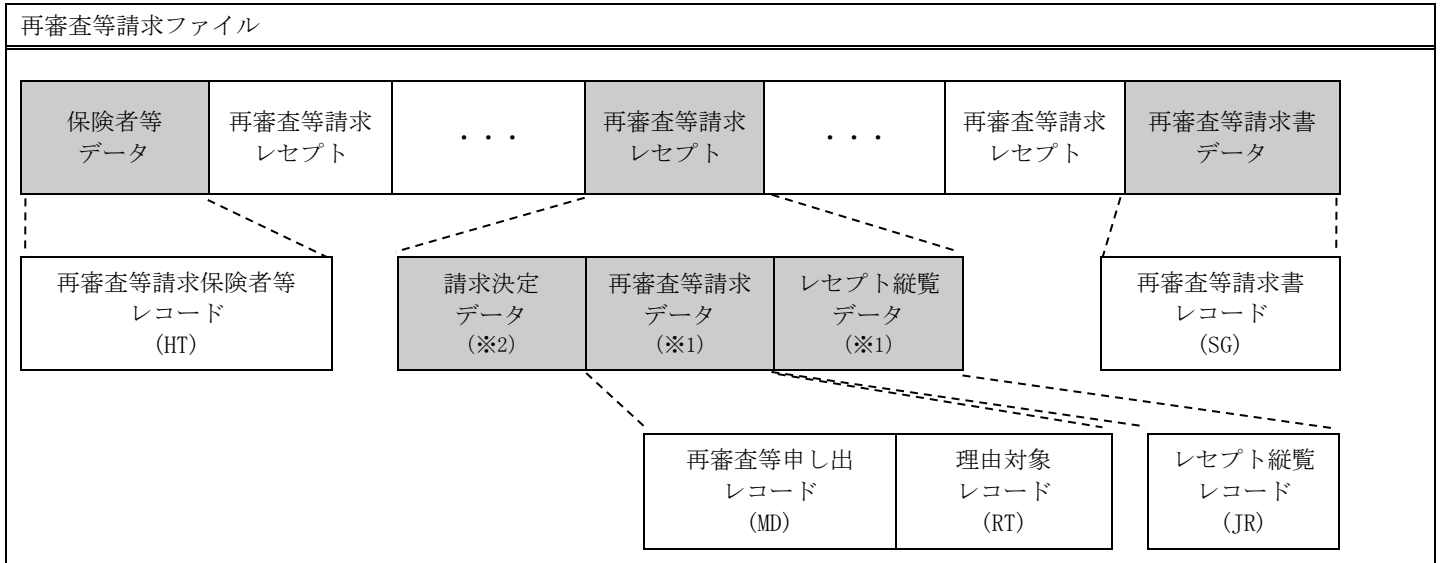 再審査等請求ファイル
保険者等
データ
再審査等請求
レセプト
・・・
再審査等請求
レセプト
・・・
再審査等請求
レセプト
再審査等請求書
データ
再審査等請求保険者等
レコード
(HT)
請求決定
データ
(※2)
再審査等請求
データ
(※1)
レセプト縦覧
データ
(※1)
再審査等請求書
レコード
(SG)
再審査等申し出
レコード
(MD)
理由対象
レコード
(RT)
レセプト縦覧
レコード
(JR)